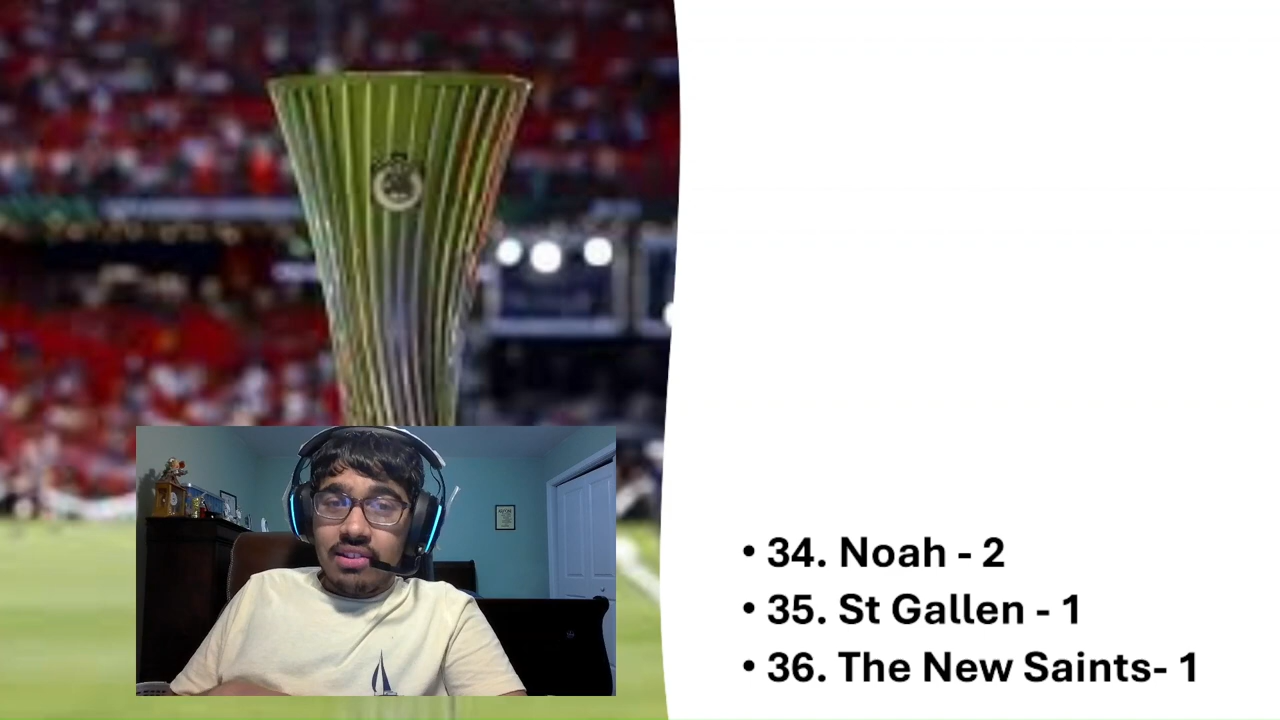 • 34. Noah - 2
• 35. St Gallen - 1
• 36. The New Saints- 1